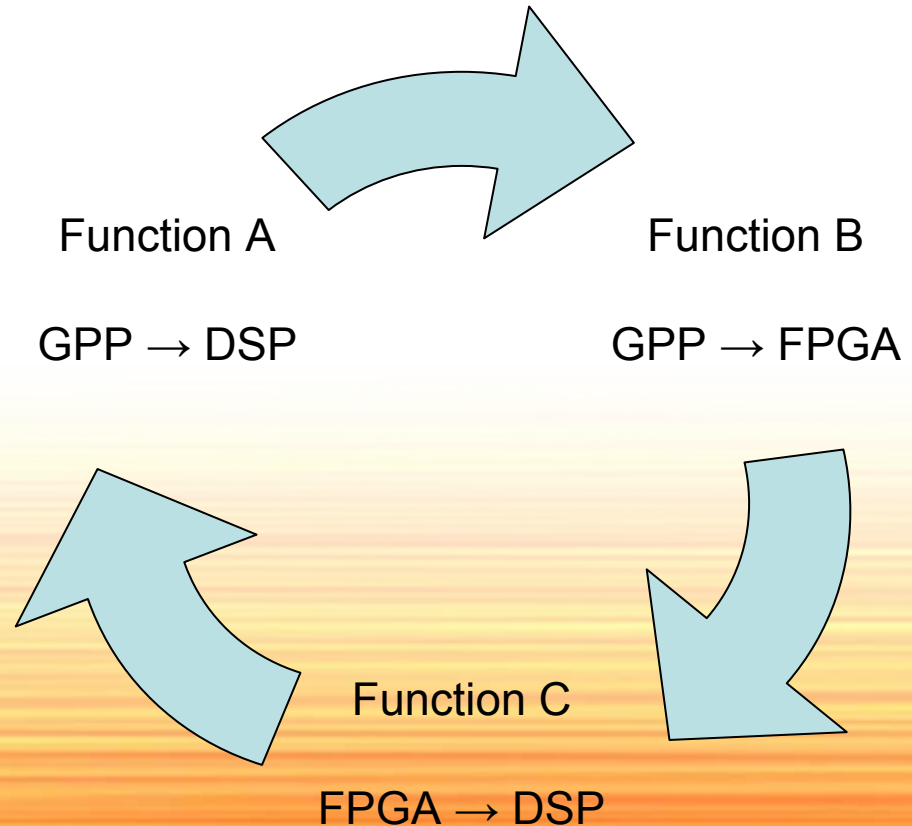 Function A
Function B
GPP → DSP
GPP → FPGA
Function C
FPGA → DSP